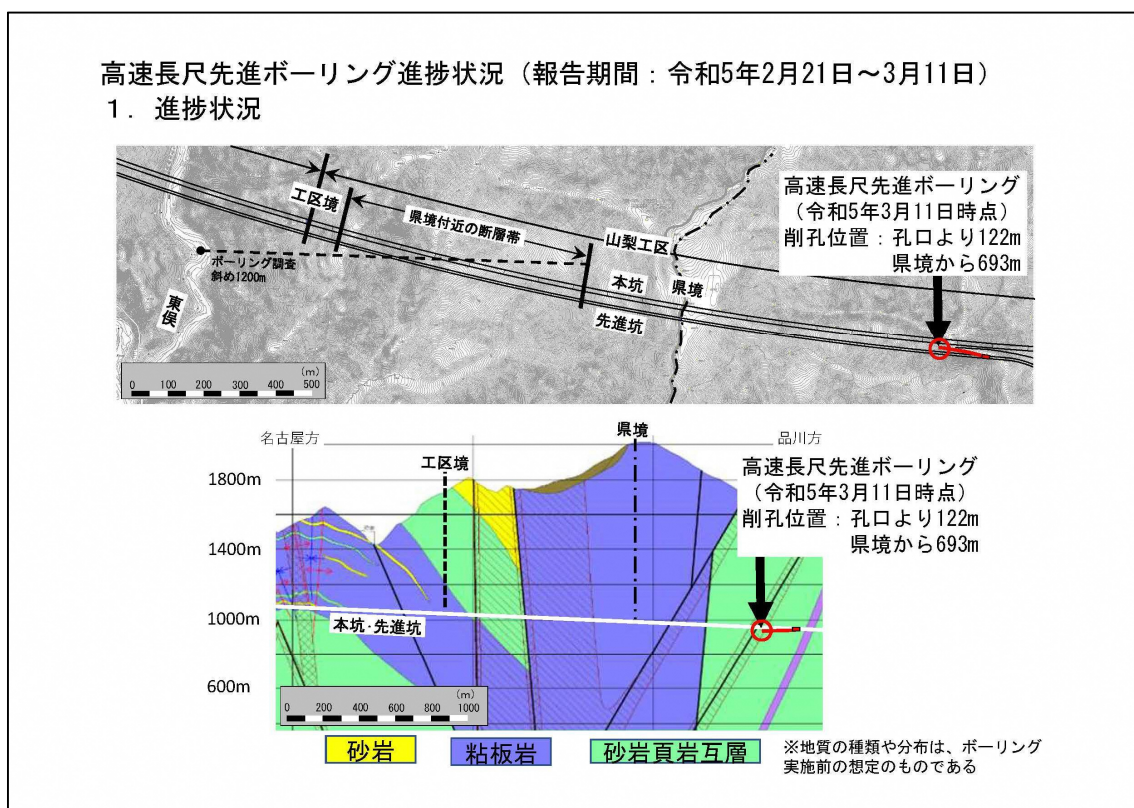 高速長尺先進ボーリング進捗状況（報告期間：令和5年2月21日～3月11日）
１．進捗状況
工区境
県境付近の断層帯
山梨工区
ボーリング調査
斜め1200m
東俣
本坑
県境
先進坑
高速長尺先進ボーリング
（令和5年3月11日時点）
削孔位置：孔口より122m
県境から693m
(m)
0 100 200 300 400 500
名古屋方
県境
品川方
工区境
1800m
1400m
1000m
600m
高速長尺先進ボーリング
（令和5年3月11日時点）
削孔位置：孔口より122m
県境から693m
本坑・先進坑
(m)
0 200 400 600 800 1000
砂岩
粘板岩
砂岩頁岩互層
※地質の種類や分布は、ボーリング
実施前の想定のものである